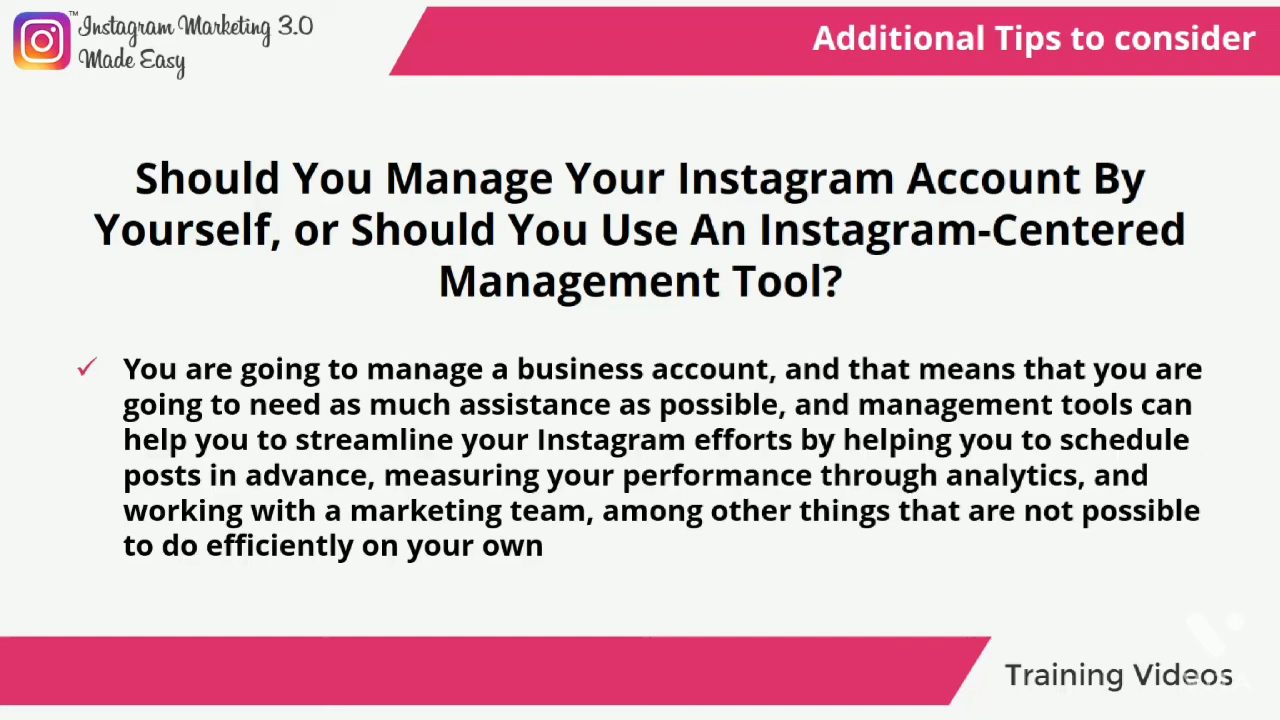 Instagram Marketing 3.0
Made Easy
TM
Additional Tips to consider
Should You Manage Your Instagram Account By
Yourself, or Should You Use An Instagram-Centered
Management Tool?
✓ You are going to manage a business account, and that means that you are
going to need as much assistance as possible, and management tools can
help you to streamline your Instagram efforts by helping you to schedule
posts in advance, measuring your performance through analytics, and
working with a marketing team, among other things that are not possible
to do efficiently on your own
Training Videos